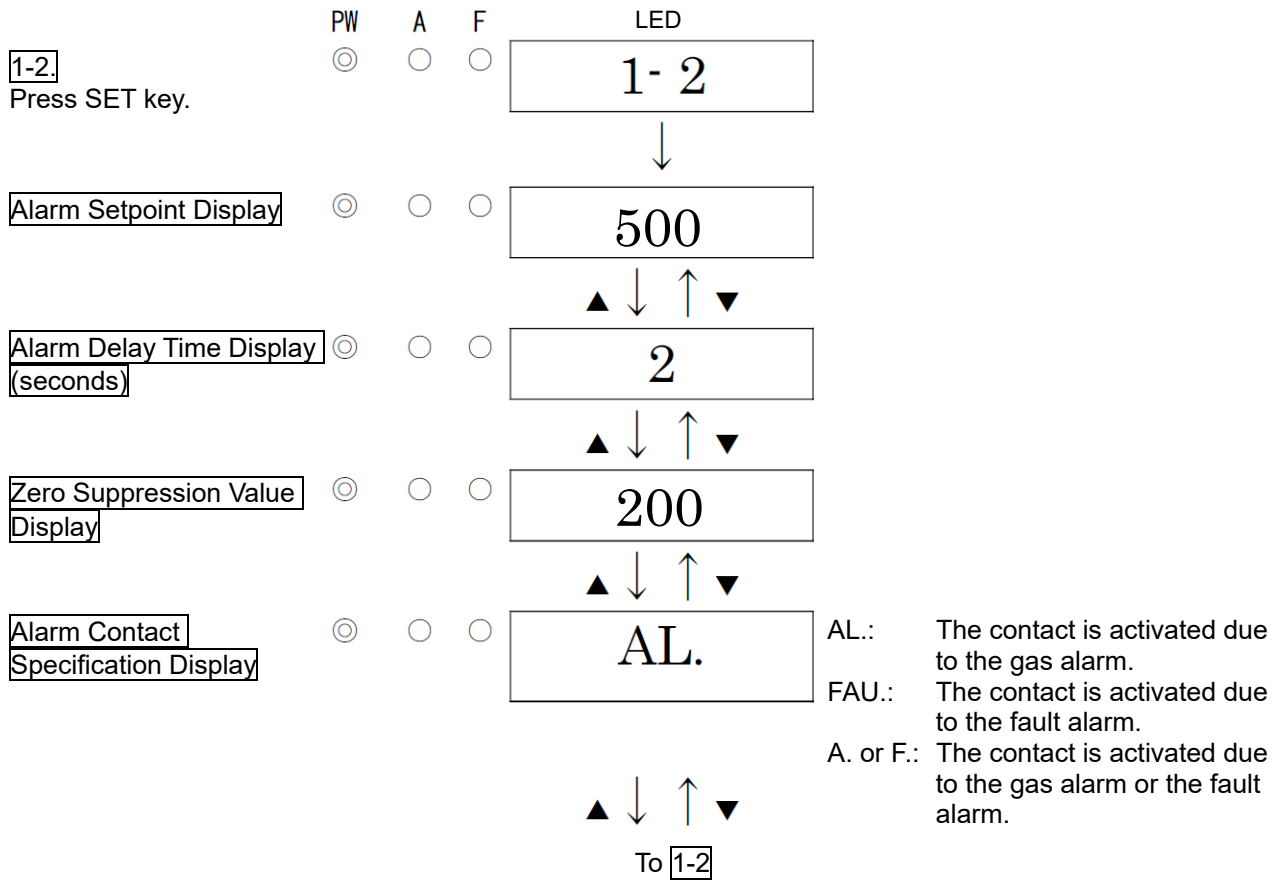 PW A F LED
1-2.
Press SET key.
1- 2
↓
Alarm Setpoint Display ◎ ○ ○ 500
▲ ↓ ↑ ▼
Alarm Delay Time Display ◎ ○ ○ 2
(seconds)
▲ ↓ ↑ ▼
Zero Suppression Value ◎ ○ ○ 200
Display
▲ ↓ ↑ ▼
Alarm Contact ◎ ○ ○ AL.
Specification Display
AL.: The contact is activated due
to the gas alarm.
FAU.: The contact is activated due
to the fault alarm.
A. or F.: The contact is activated due
to the gas alarm or the fault
alarm.
▲ ↓ ↑ ▼
To 1-2